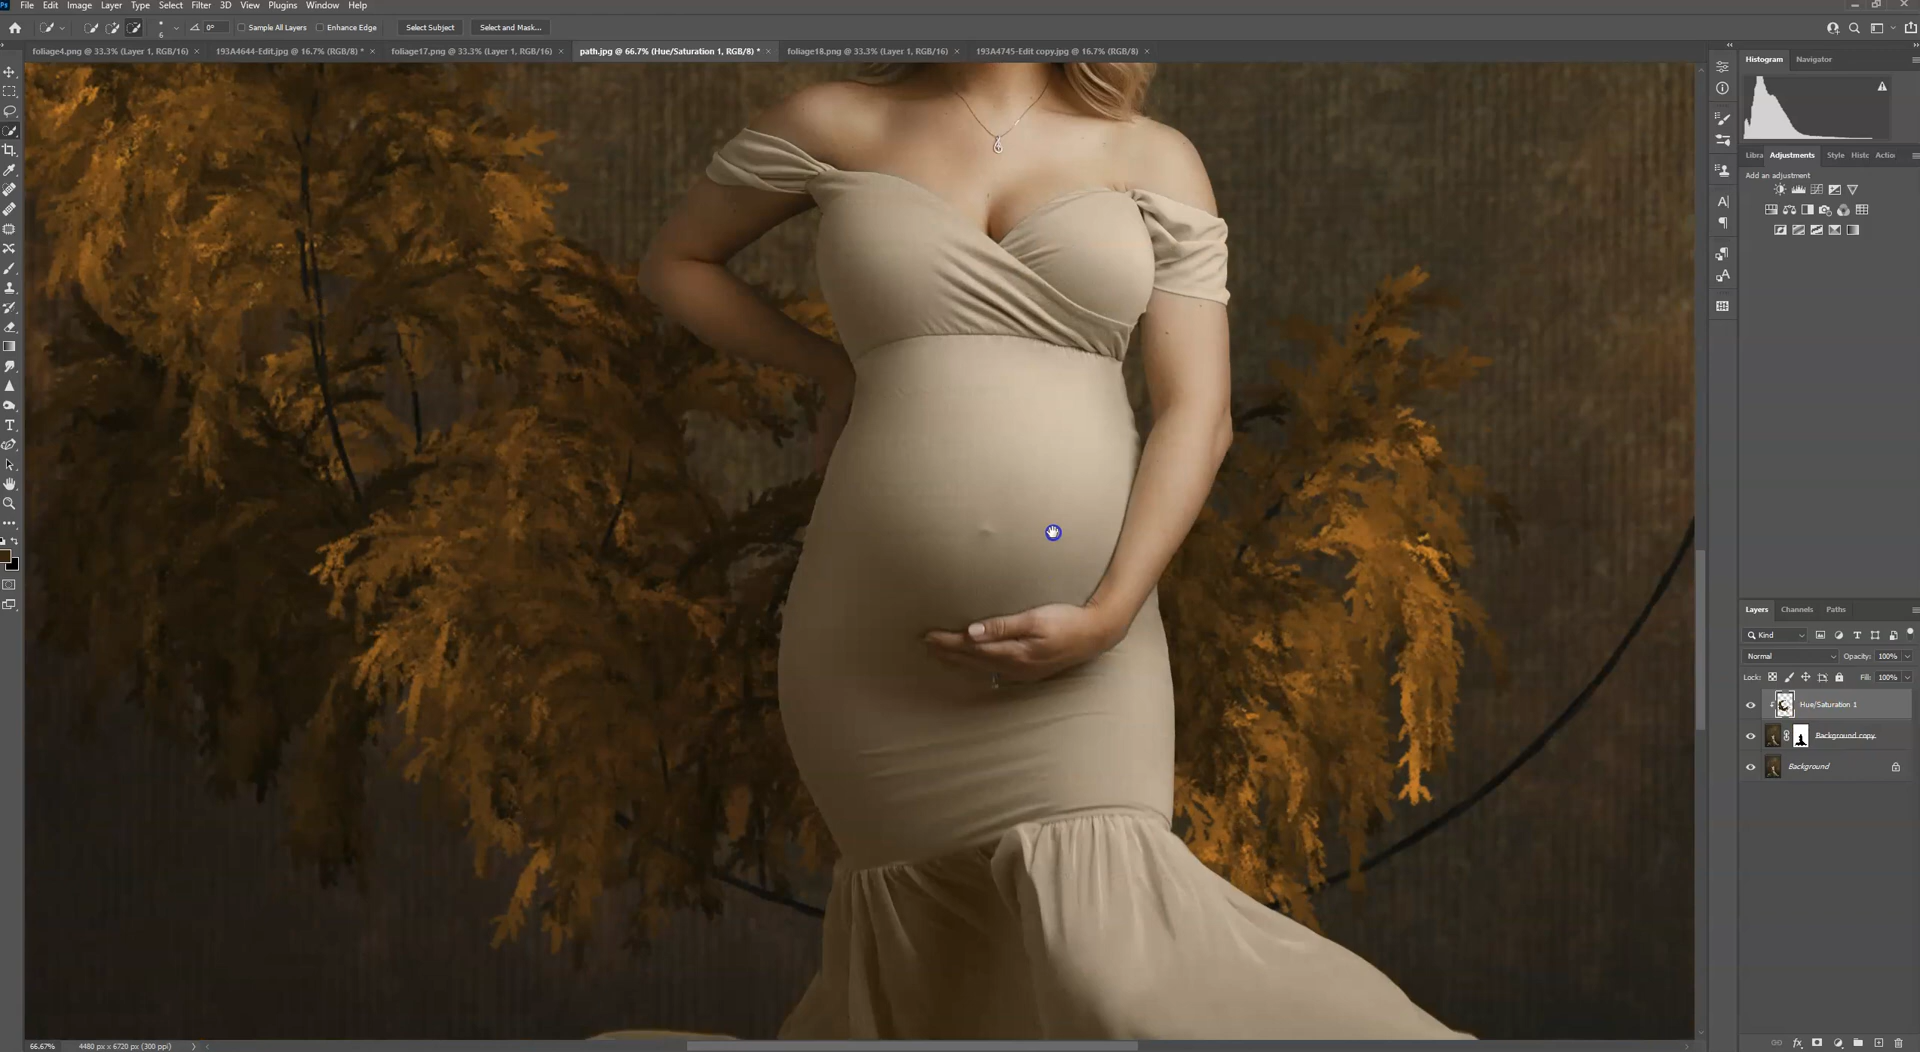 Ps File Edit Image Layer Type Select Filter 3D View Plugins Window Help
6 0° Sample All Layers Enhance Edge Select Subject Select and Mask...
foliage4.png @ 33.3% (Layer 1, RGB/16) × 193A4644-Edit.jpg @ 16.7% (RGB/8) * × foliage17.png @ 33.3% (Layer 1, RGB/16) × path.jpg @ 66.7% (Hue/Saturation 1, RGB/8) * × foliage18.png @ 33.3% (Layer 1, RGB/16) × 193A4745-Edit copy.jpg @ 16.7% (RGB/8) ×
Histogram Navigator
Libra Adjustments Style Histc Actio
Add an adjustment
Layers Channels Paths
Kind
Normal Opacity: 100%
Lock: Fill: 100%
Hue/Saturation 1
Background copy
Background
66.67% 4480 px x 6720 px (300 ppi)